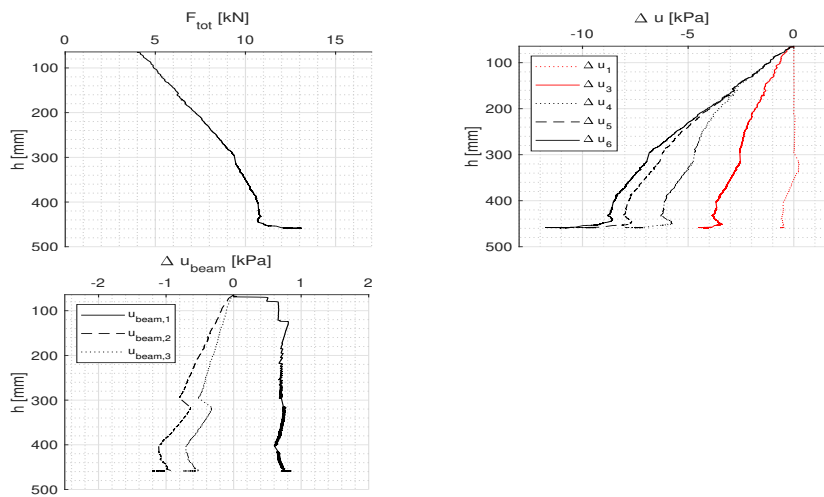 F_tot [kN]
0 5 10 15
100
200
300
400
500
h [mm]
Δ u [kPa]
-10 -5 0
100
200
300
400
500
h [mm]
Δ u_1
Δ u_3
Δ u_4
Δ u_5
Δ u_6
Δ u_beam [kPa]
-2 -1 0 1 2
100
200
300
400
500
h [mm]
u_beam,1
u_beam,2
u_beam,3